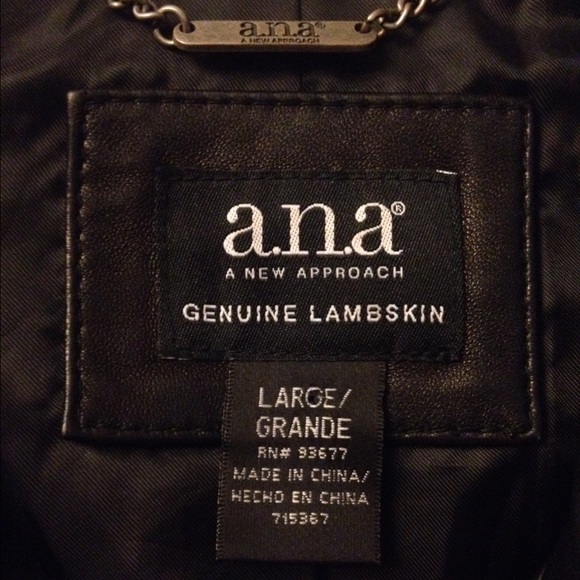 a.n.a®
A NEW APPROACH
a.n.a®
A NEW APPROACH
GENUINE LAMBSKIN
LARGE/
GRANDE
RN# 93677
MADE IN CHINA/
HECHO EN CHINA
715367